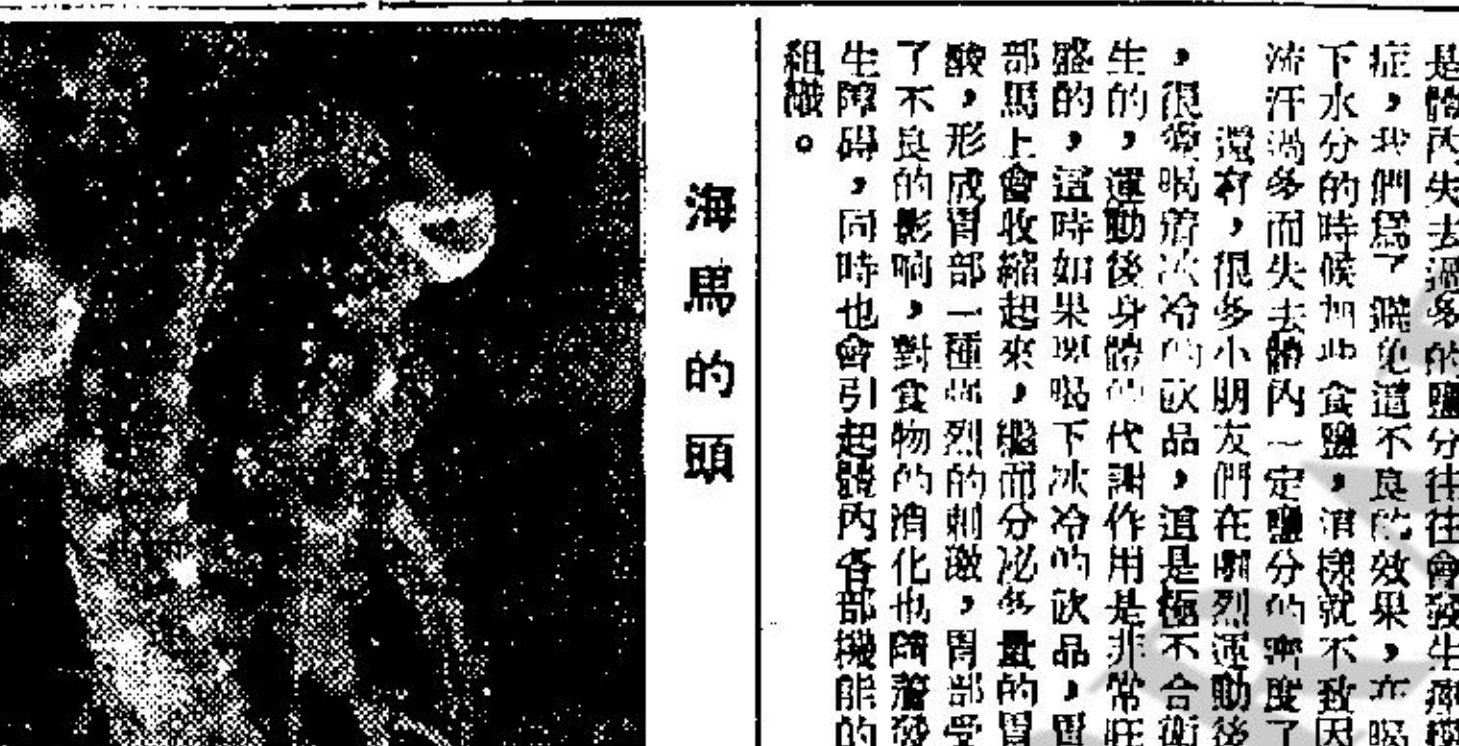 是體內失去過多的鹽分往往會發生痙攣
症，我們爲了避免這不良的效果，在喝
下水分的時候加些食鹽，這樣就不致因
流汗過多而失去體內一定鹽分的密度了
還有，很多小朋友們在劇烈運動後
，很愛喝着冰冷的飲品，這是極不合衛
生的，運動後身體的代謝作用是非常旺
盛的，這時如果喝下冰冷的飲品，胃
部馬上會收縮起來，繼而分泌多量的胃
酸，形成胃部一種強烈的刺激，胃部受
了不良的影响，對食物的消化也隨着發
生障碍，同時也會引起體內各部機能的
組織。
海馬的頭